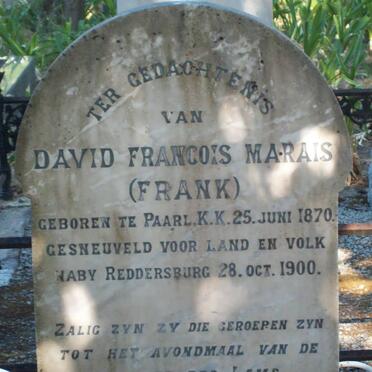 TER GEDACHTENIS
VAN
DAVID FRANCOIS MARAIS
(FRANK)
GEBOREN TE PAARL. K.K. 25. JUNI 1870.
GESNEUVELD VOOR LAND EN VOLK
NABY REDDERSBURG 28. OCT. 1900.
ZALIG ZYN ZY DIE GEROEPEN ZYN
TOT HET AVONDMAAL VAN DE